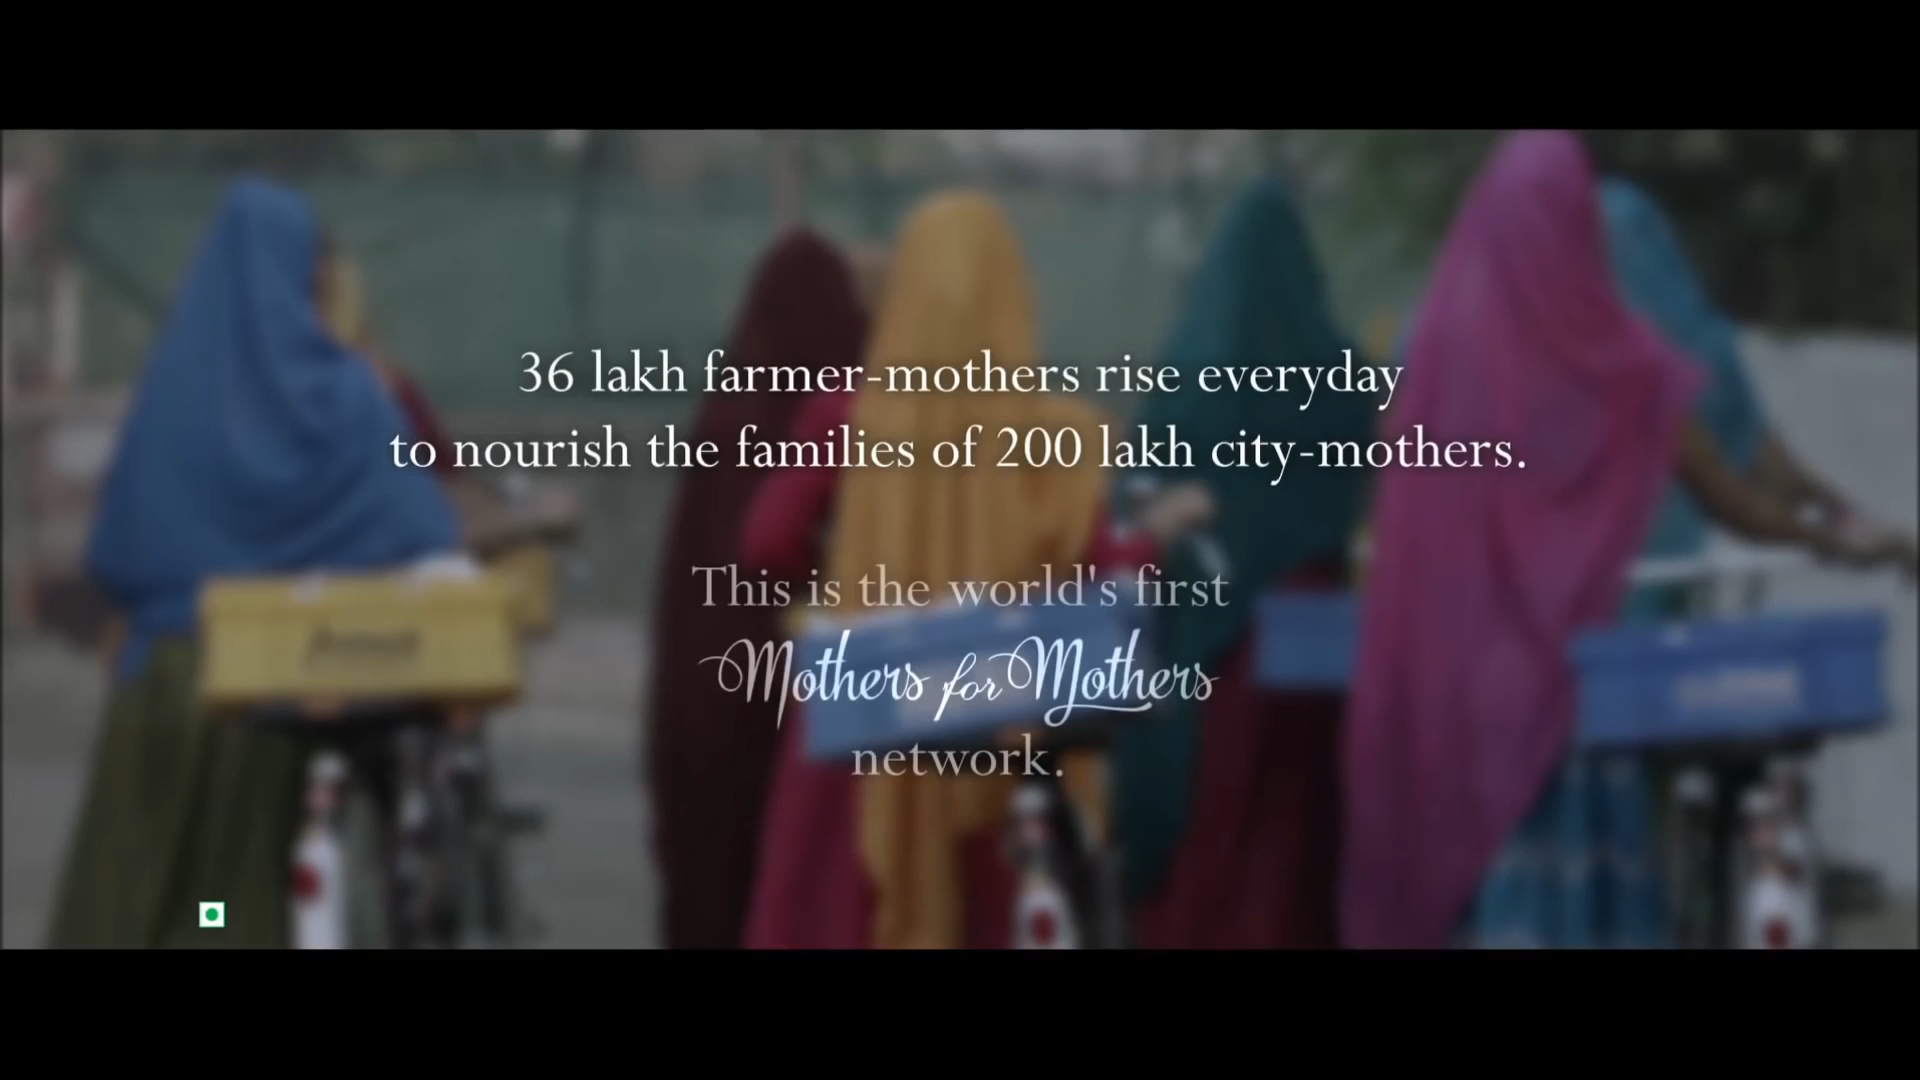 36 lakh farmer-mothers rise everyday
to nourish the families of 200 lakh city-mothers.
This is the world's first
Mothers for Mothers
network.